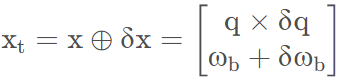 x_t = x ⊕ δx = [ q × δq
ω_b + δω_b ]